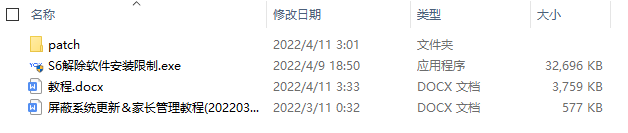 名称 修改日期 类型 大小
patch 2022/4/11 3:01 文件夹
S6解除软件安装限制.exe 2022/4/9 18:50 应用程序 32,696 KB
教程.docx 2022/4/11 3:33 DOCX 文档 3,759 KB
屏蔽系统更新＆家长管理教程(202203... 2022/3/11 0:32 DOCX 文档 577 KB